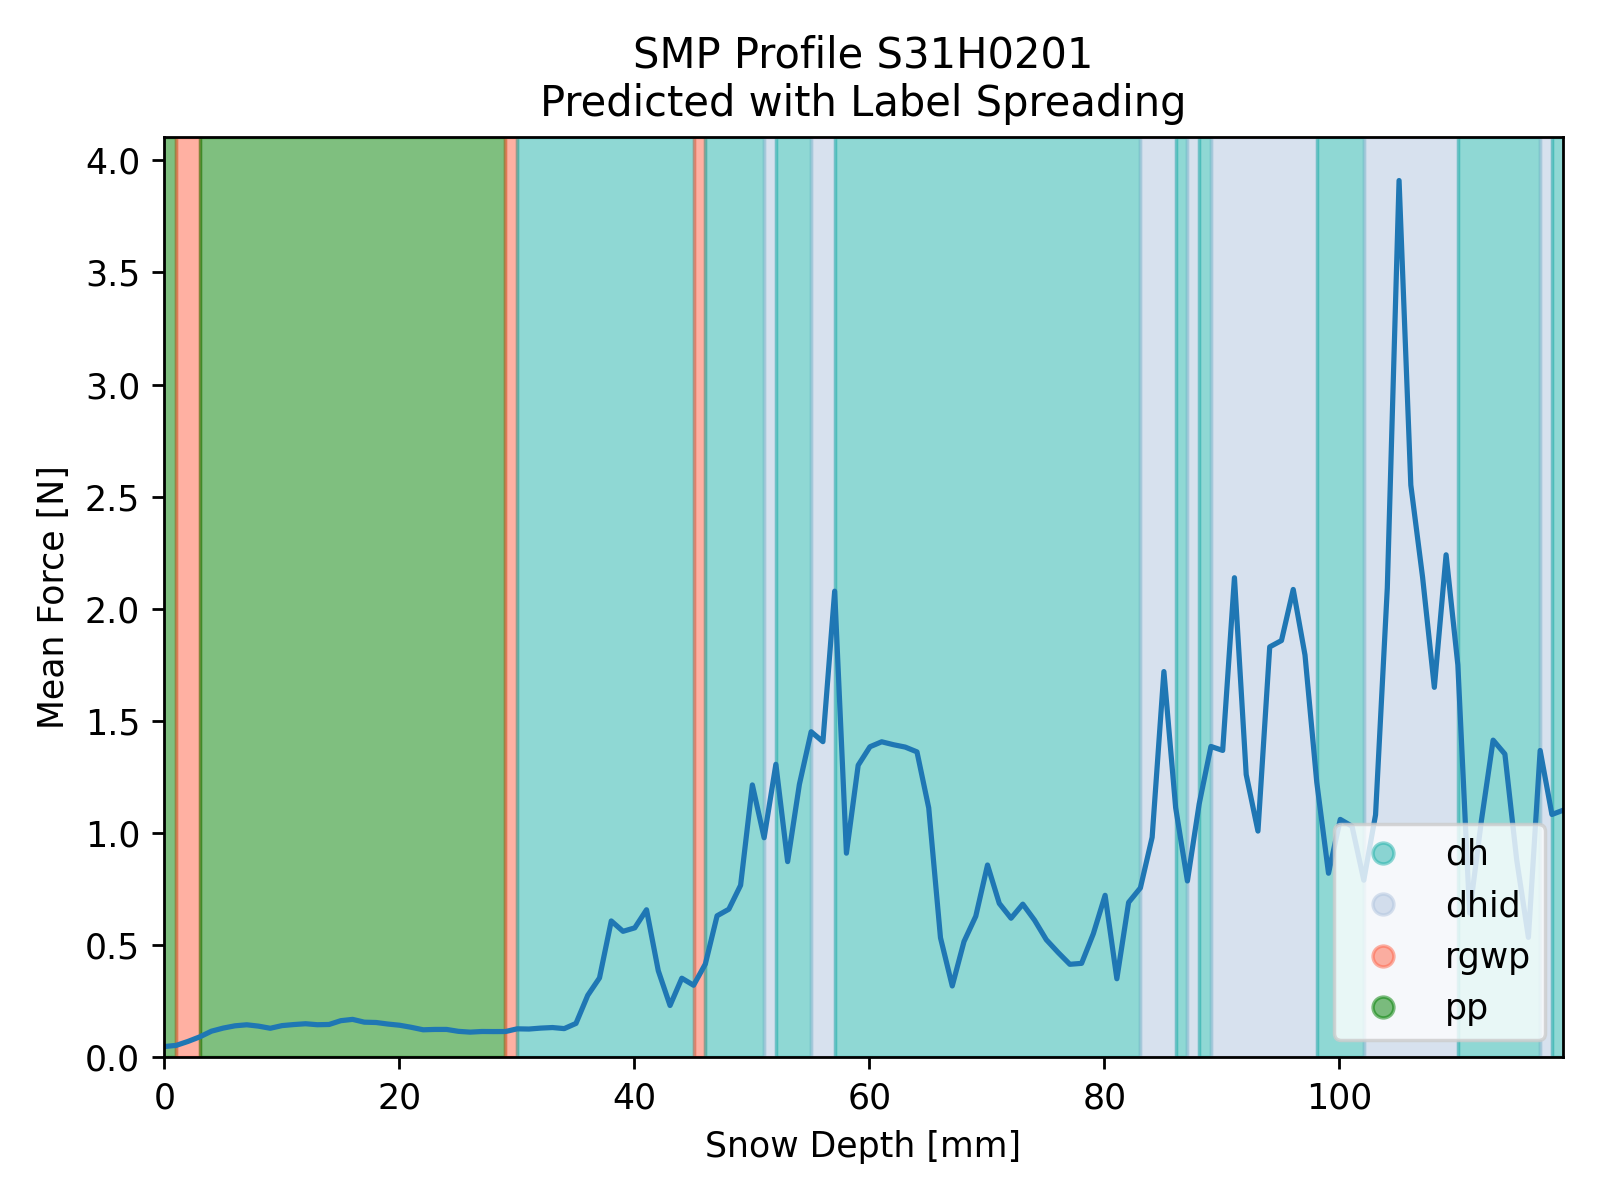 SMP Profile S31H0201
Predicted with Label Spreading
4.0
3.5
3.0
2.5
2.0
1.5
1.0
0.5
0.0
Mean Force [N]
0 20 40 60 80 100
Snow Depth [mm]
dh
dhid
rgwp
pp